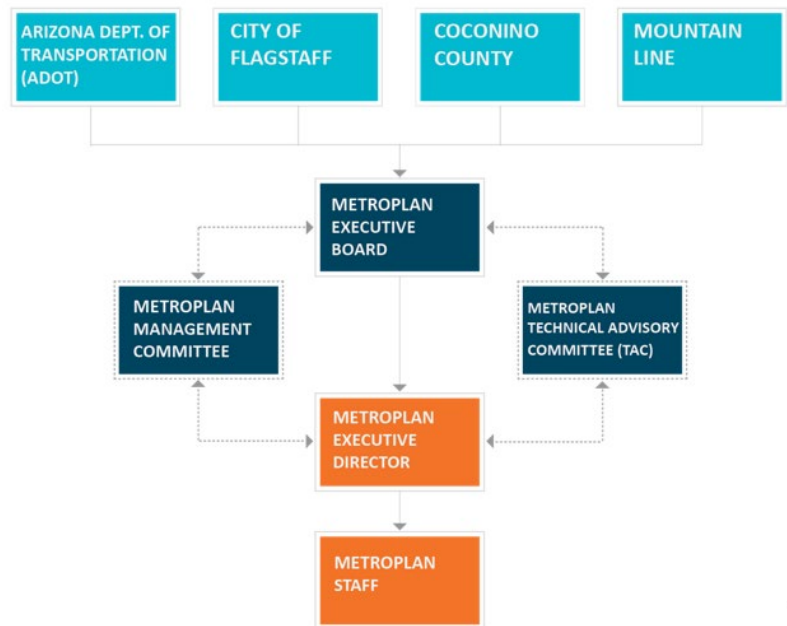 ARIZONA DEPT. OF
TRANSPORTATION
(ADOT)
CITY OF
FLAGSTAFF
COCONINO
COUNTY
MOUNTAIN
LINE
METROPLAN
EXECUTIVE
BOARD
METROPLAN
MANAGEMENT
COMMITTEE
METROPLAN
TECHNICAL ADVISORY
COMMITTEE (TAC)
METROPLAN
EXECUTIVE
DIRECTOR
METROPLAN
STAFF